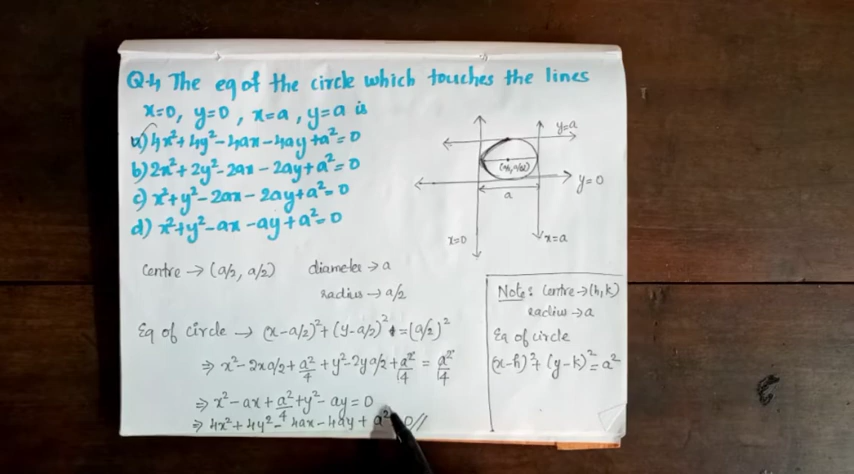 Q4) The eq of the circle which touches the lines
x=0, y=0, x=a, y=a is
a) 4x²+4y²-4ax-4ay+a²=0
b) 2x²+2y²-2ax-2ay+a²=0
c) x²+y²-2ax-2ay+a²=0
d) x²+y²-ax-ay+a²=0
y=a
(a/2, a/2)
y=0
a
x=0
x=a
Centre → (a/2, a/2) diameter → a
radius → a/2
Eq of circle → (x-a/2)²+(y-a/2)²=(a/2)²
⇒ x²-2xa/2+a²/4+y²-2ya/2+a²/4=a²/4
⇒ x²-ax+a²/4+y²-ay=0
⇒ 4x²+4y²-4ax-4ay+a² 0//
Note: Centre→(h,k)
radius → a
Eq of circle
(x-h)²+(y-k)²=a²